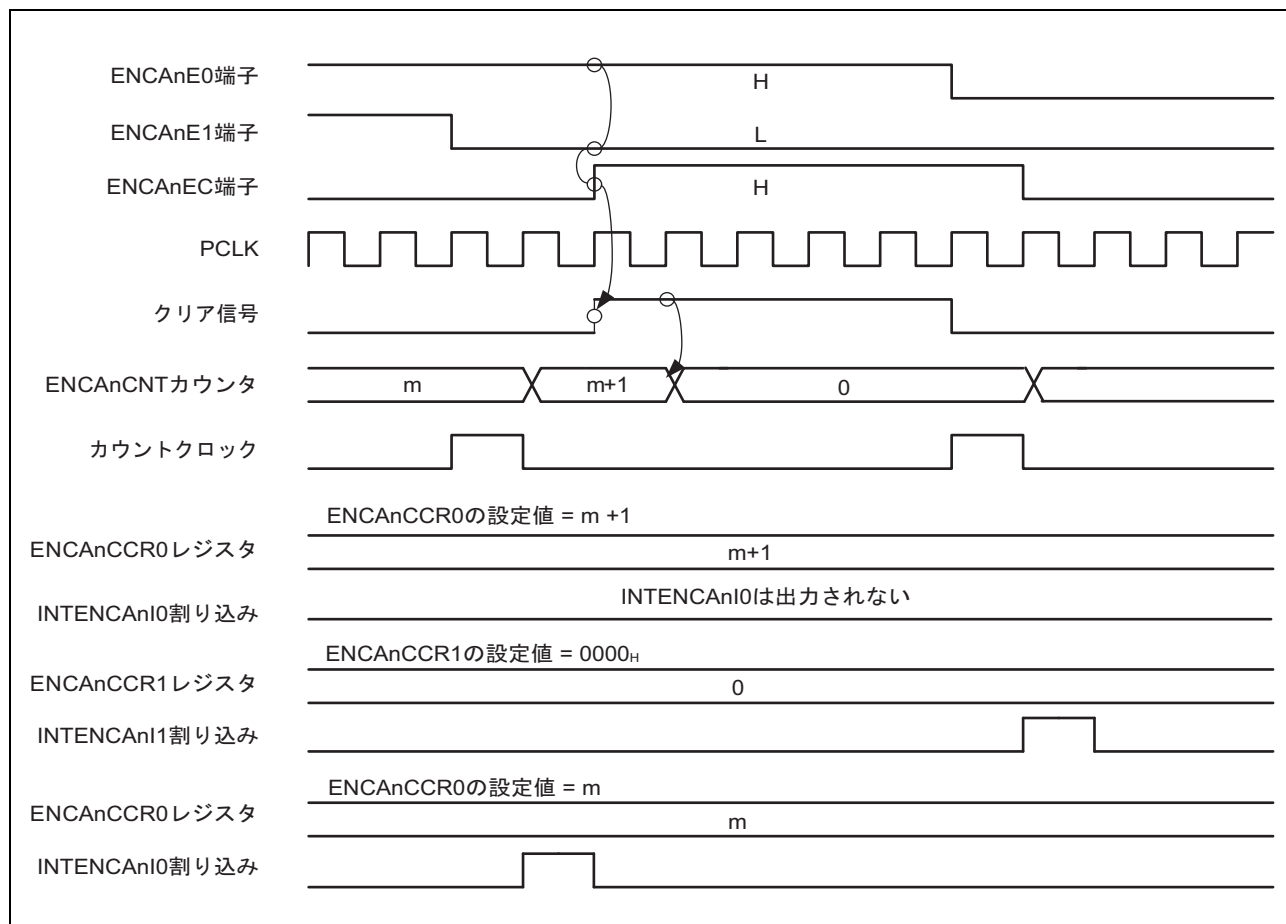 ENCAnE0端子
H
ENCAnE1端子
L
ENCAnEC端子
H
PCLK
クリア信号
ENCAnCNTカウンタ
m
m+1
0
カウントクロック
ENCAnCCR0の設定値 = m +1
ENCAnCCR0レジスタ
m+1
INTENCAnI0は出力されない
INTENCAnI0割り込み
ENCAnCCR1の設定値 = 0000H
ENCAnCCR1レジスタ
0
INTENCAnI1割り込み
ENCAnCCR0の設定値 = m
ENCAnCCR0レジスタ
m
INTENCAnI0割り込み